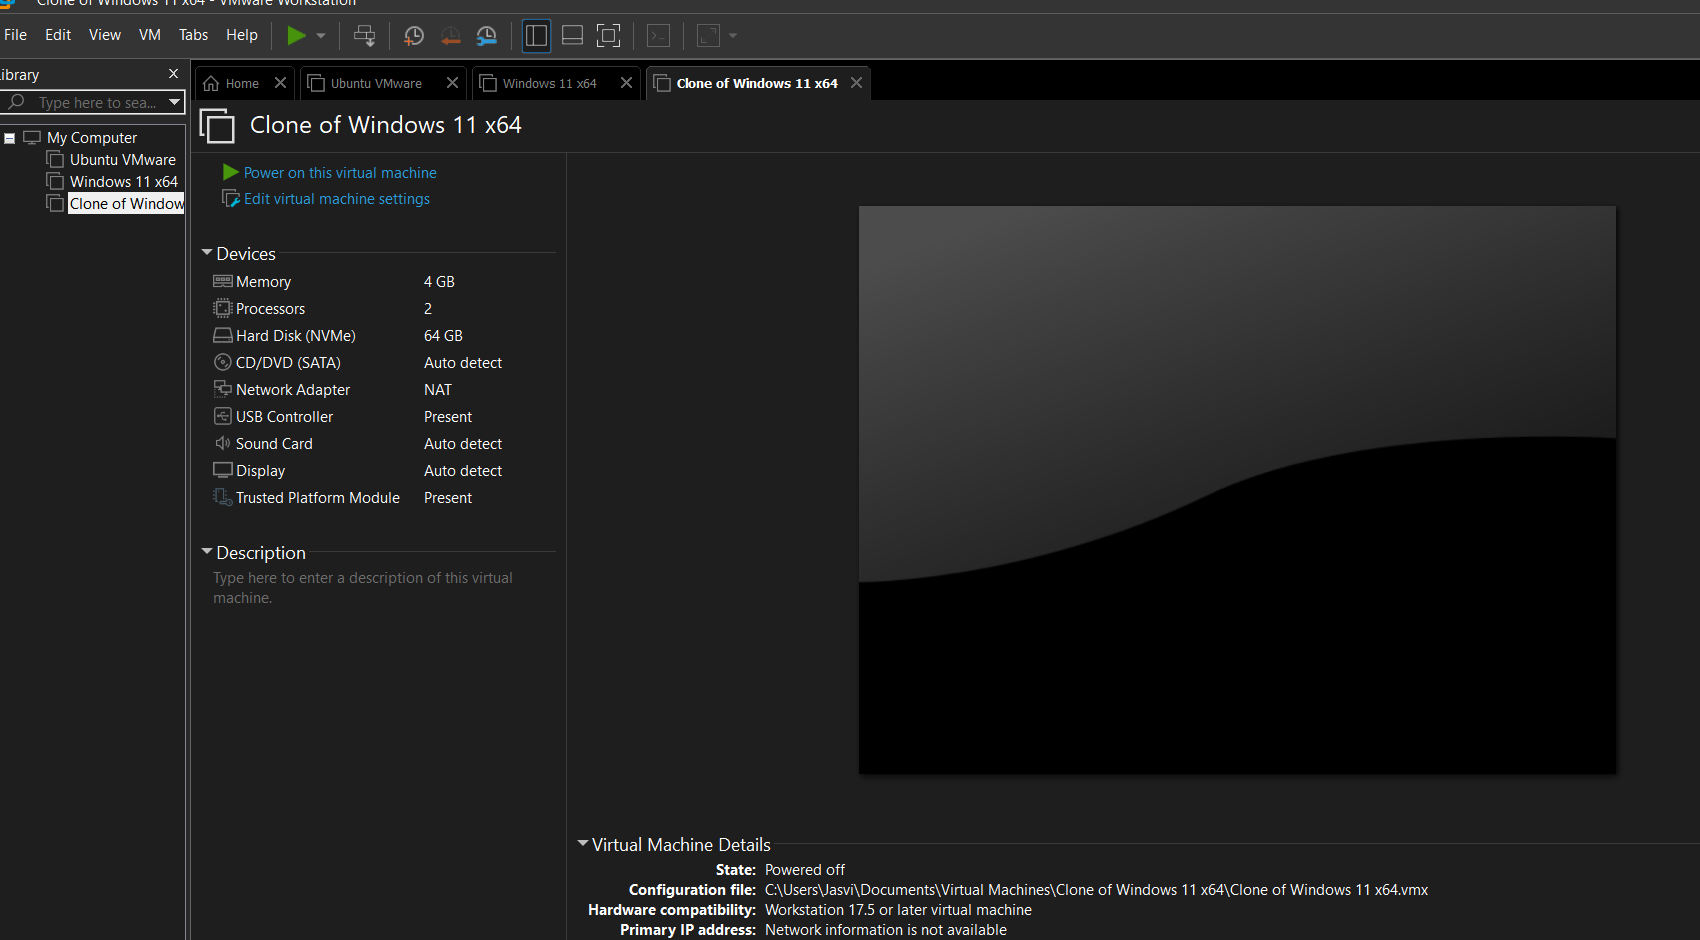 Clone of Windows 11 x64 - VMware Workstation
File Edit View VM Tabs Help
Library
Type here to sea...
My Computer
Ubuntu VMware
Windows 11 x64
Clone of Window
Home
Ubuntu VMware
Windows 11 x64
Clone of Windows 11 x64
Clone of Windows 11 x64
Power on this virtual machine
Edit virtual machine settings
Devices
Memory 4 GB
Processors 2
Hard Disk (NVMe) 64 GB
CD/DVD (SATA) Auto detect
Network Adapter NAT
USB Controller Present
Sound Card Auto detect
Display Auto detect
Trusted Platform Module Present
Description
Type here to enter a description of this virtual
machine.
Virtual Machine Details
State: Powered off
Configuration file: C:\Users\Jasvi\Documents\Virtual Machines\Clone of Windows 11 x64\Clone of Windows 11 x64.vmx
Hardware compatibility: Workstation 17.5 or later virtual machine
Primary IP address: Network information is not available